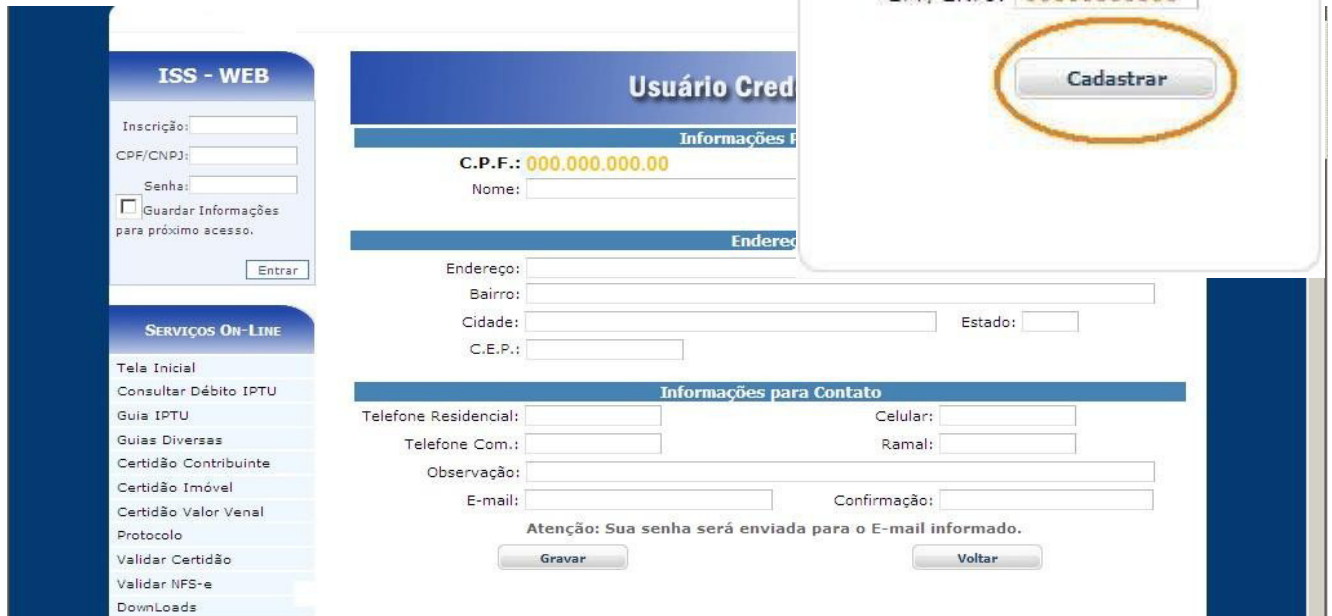 ISS - WEB
Inscrição:
CPF/CNPJ:
Senha:
Guardar Informações
para próximo acesso.
Entrar
SERVIÇOS ON-LINE
Tela Inicial
Consultar Débito IPTU
Guia IPTU
Guias Diversas
Certidão Contribuinte
Certidão Imóvel
Certidão Valor Venal
Protocolo
Validar Certidão
Validar NFS-e
DownLoads
Usuário Cred
Informações
C.P.F.: 000.000.000.00
Nome:
Endereç
Endereço:
Bairro:
Cidade:
Estado:
C.E.P.:
Informações para Contato
Telefone Residencial:
Celular:
Telefone Com.:
Ramal:
Observação:
E-mail:
Confirmação:
Atenção: Sua senha será enviada para o E-mail informado.
Gravar
Voltar
Cadastrar